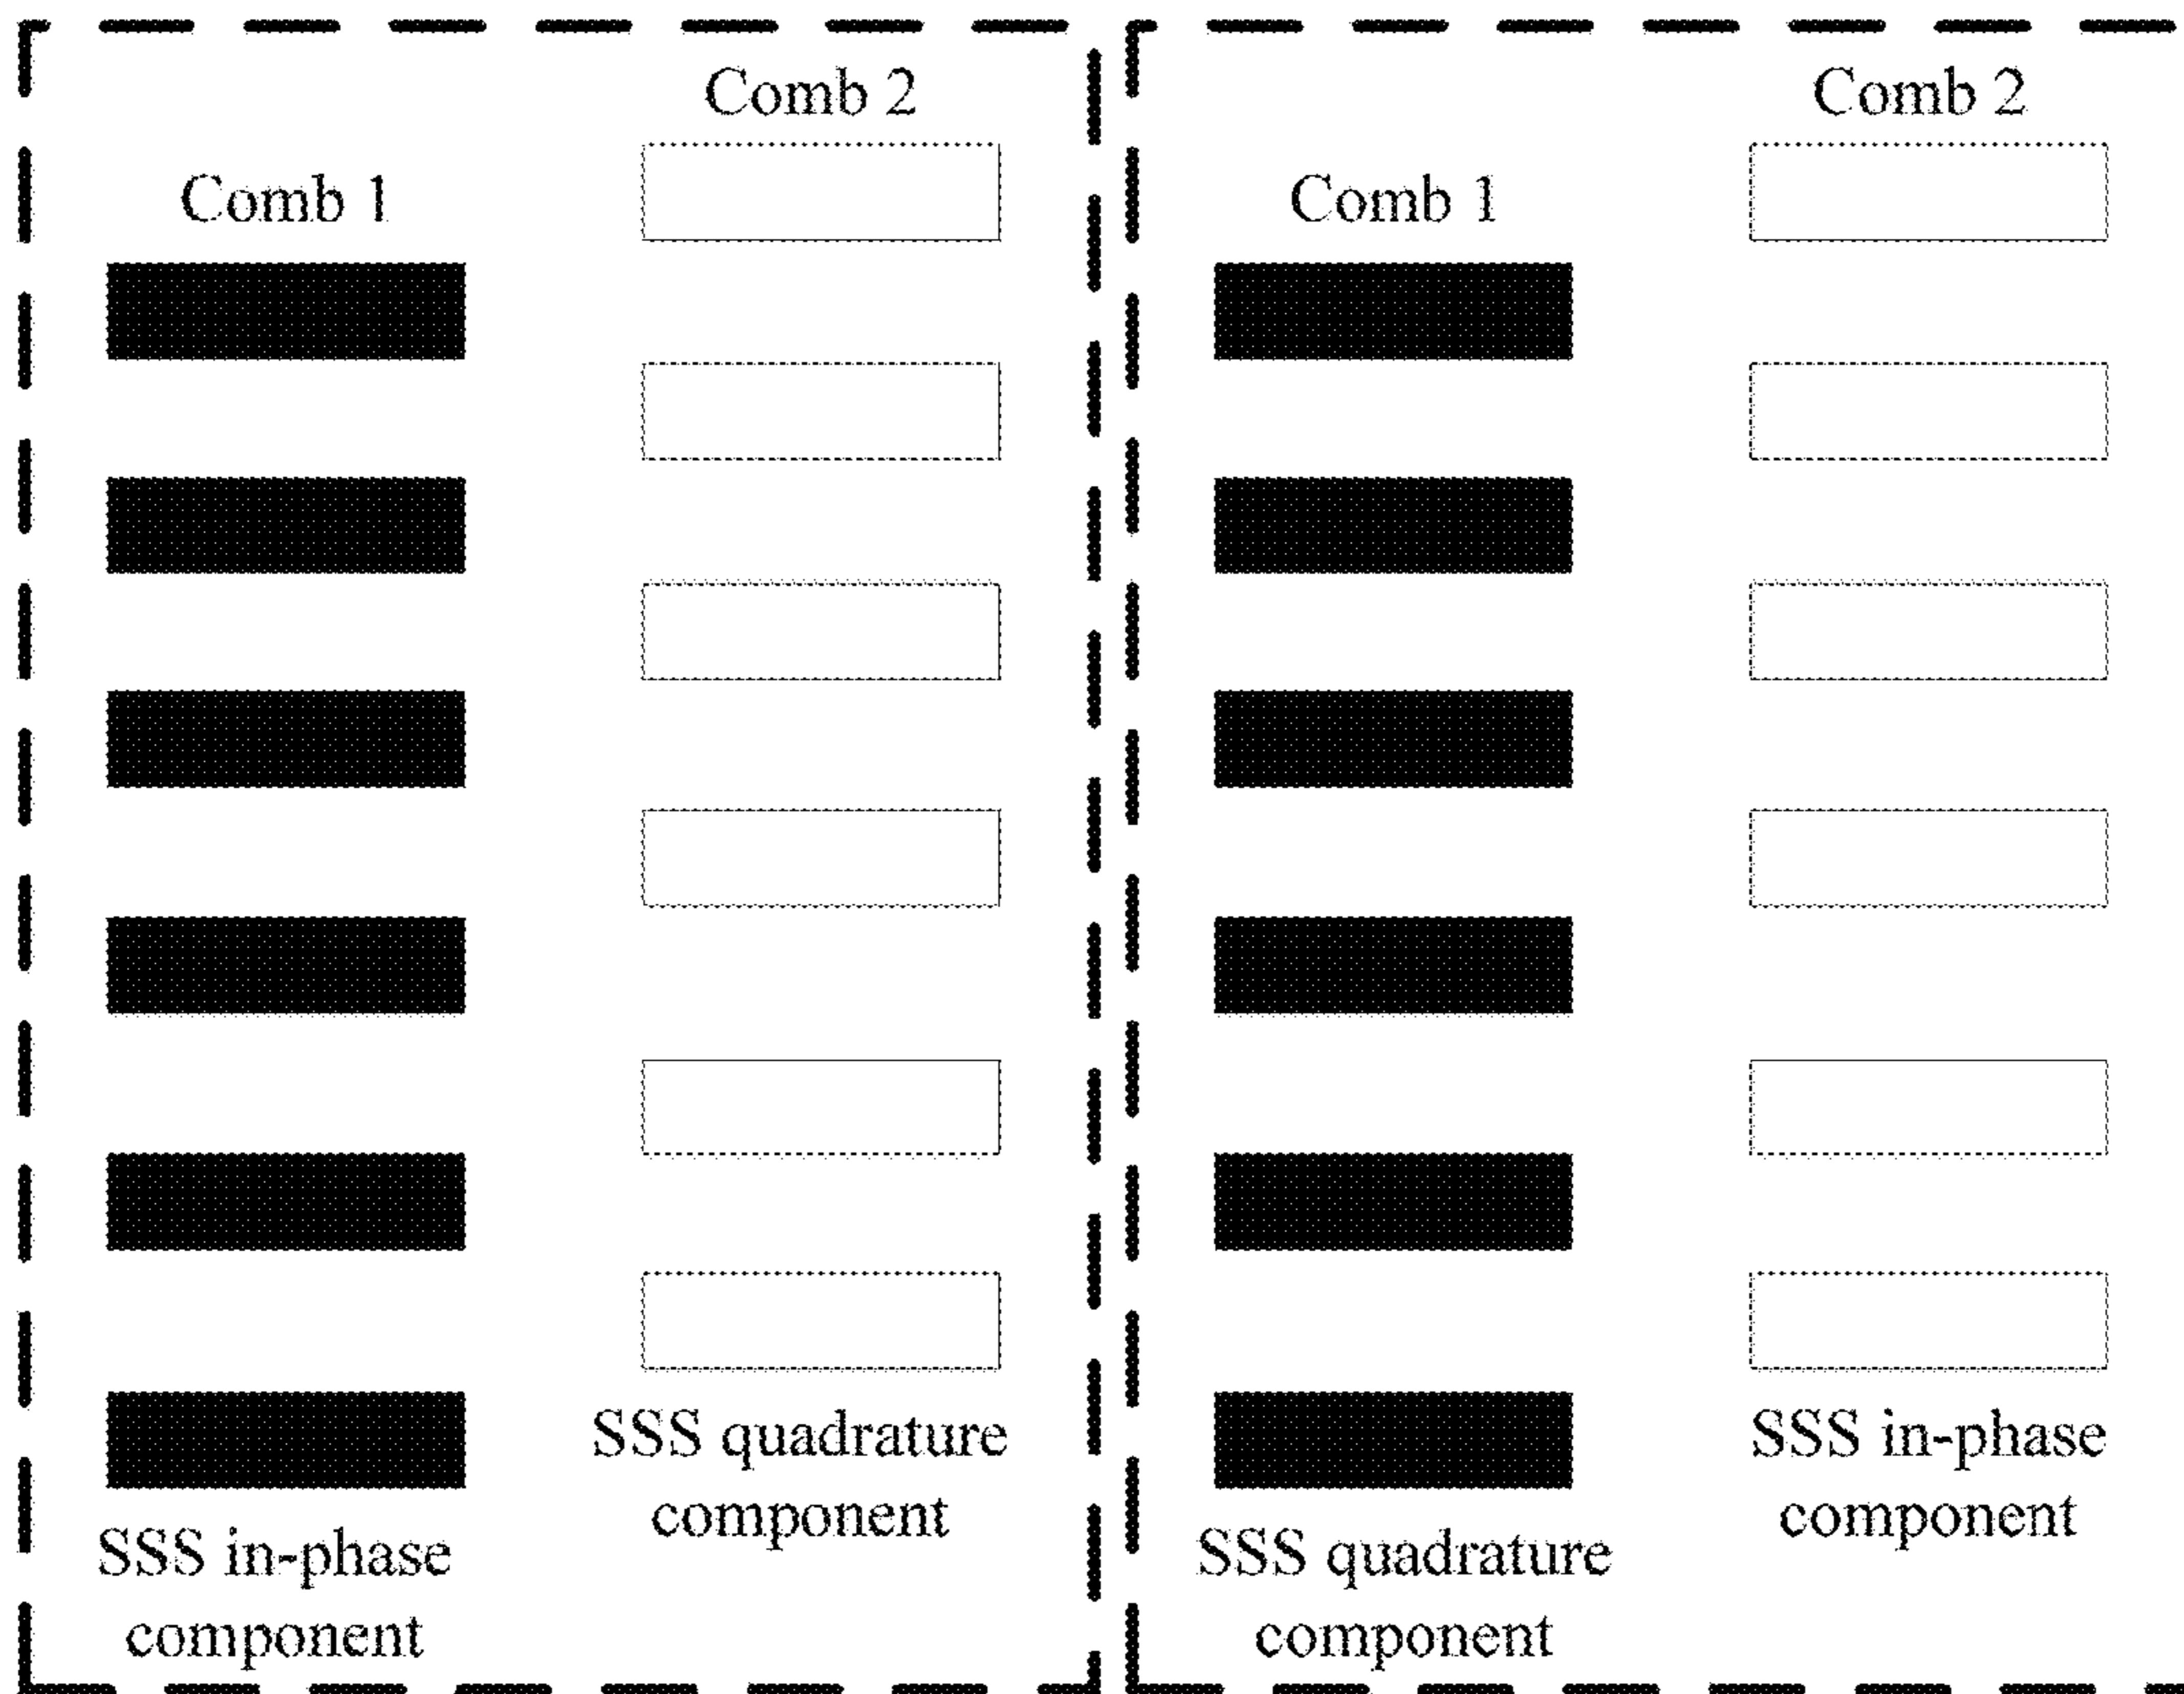 Comb 2
Comb 1
SSS quadrature
component
SSS in-phase
component
Comb 2
Comb 1
SSS in-phase
component
SSS quadrature
component